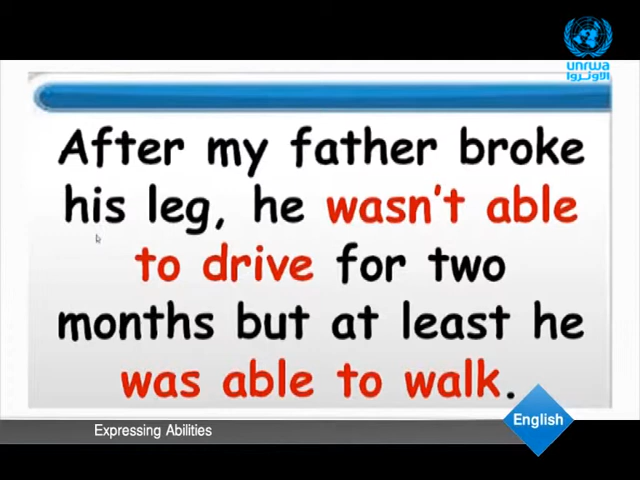 unrwa
الأونروا
After my father broke
his leg, he wasn't able
to drive for two
months but at least he
was able to walk.
English
Expressing Abilities